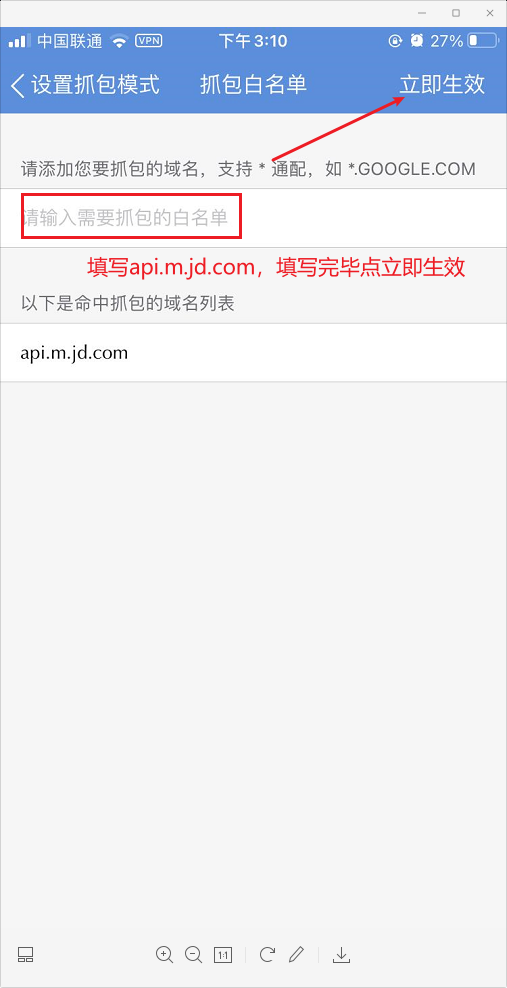 中国联通 VPN 下午3:10 27%
设置抓包模式 抓包白名单 立即生效
请添加您要抓包的域名，支持 * 通配，如 *.GOOGLE.COM
请输入需要抓包的白名单
填写api.m.jd.com，填写完毕点立即生效
以下是命中抓包的域名列表
api.m.jd.com
1:1